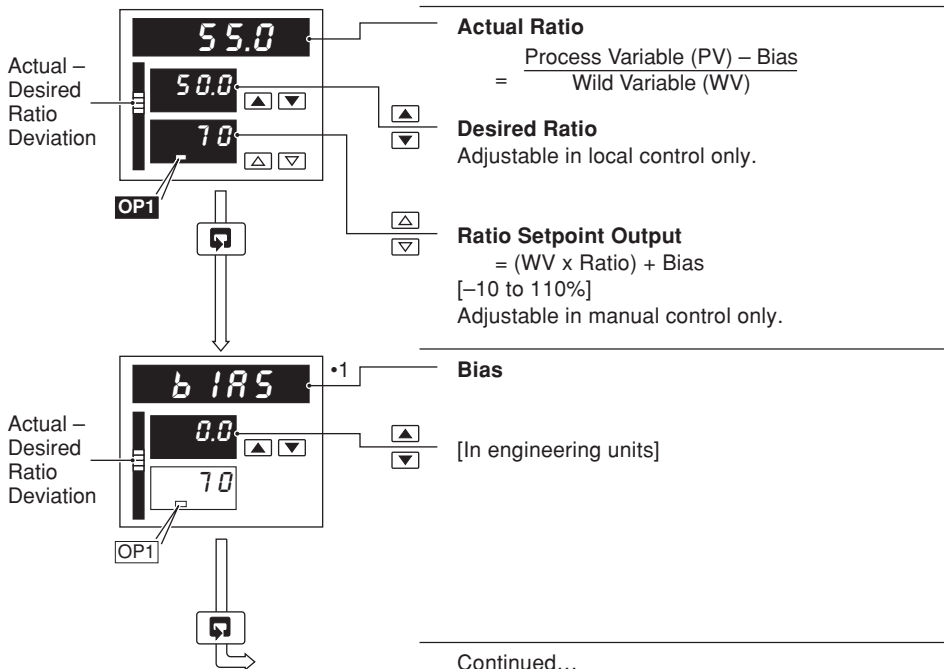 55.0
Actual –
Desired
Ratio
Deviation
50.0
70
OP1
Actual Ratio
= Process Variable (PV) – Bias
Wild Variable (WV)
Desired Ratio
Adjustable in local control only.
Ratio Setpoint Output
= (WV x Ratio) + Bias
[–10 to 110%]
Adjustable in manual control only.
bIAS
•1
Actual –
Desired
Ratio
Deviation
0.0
70
OP1
Bias
[In engineering units]
Continued…